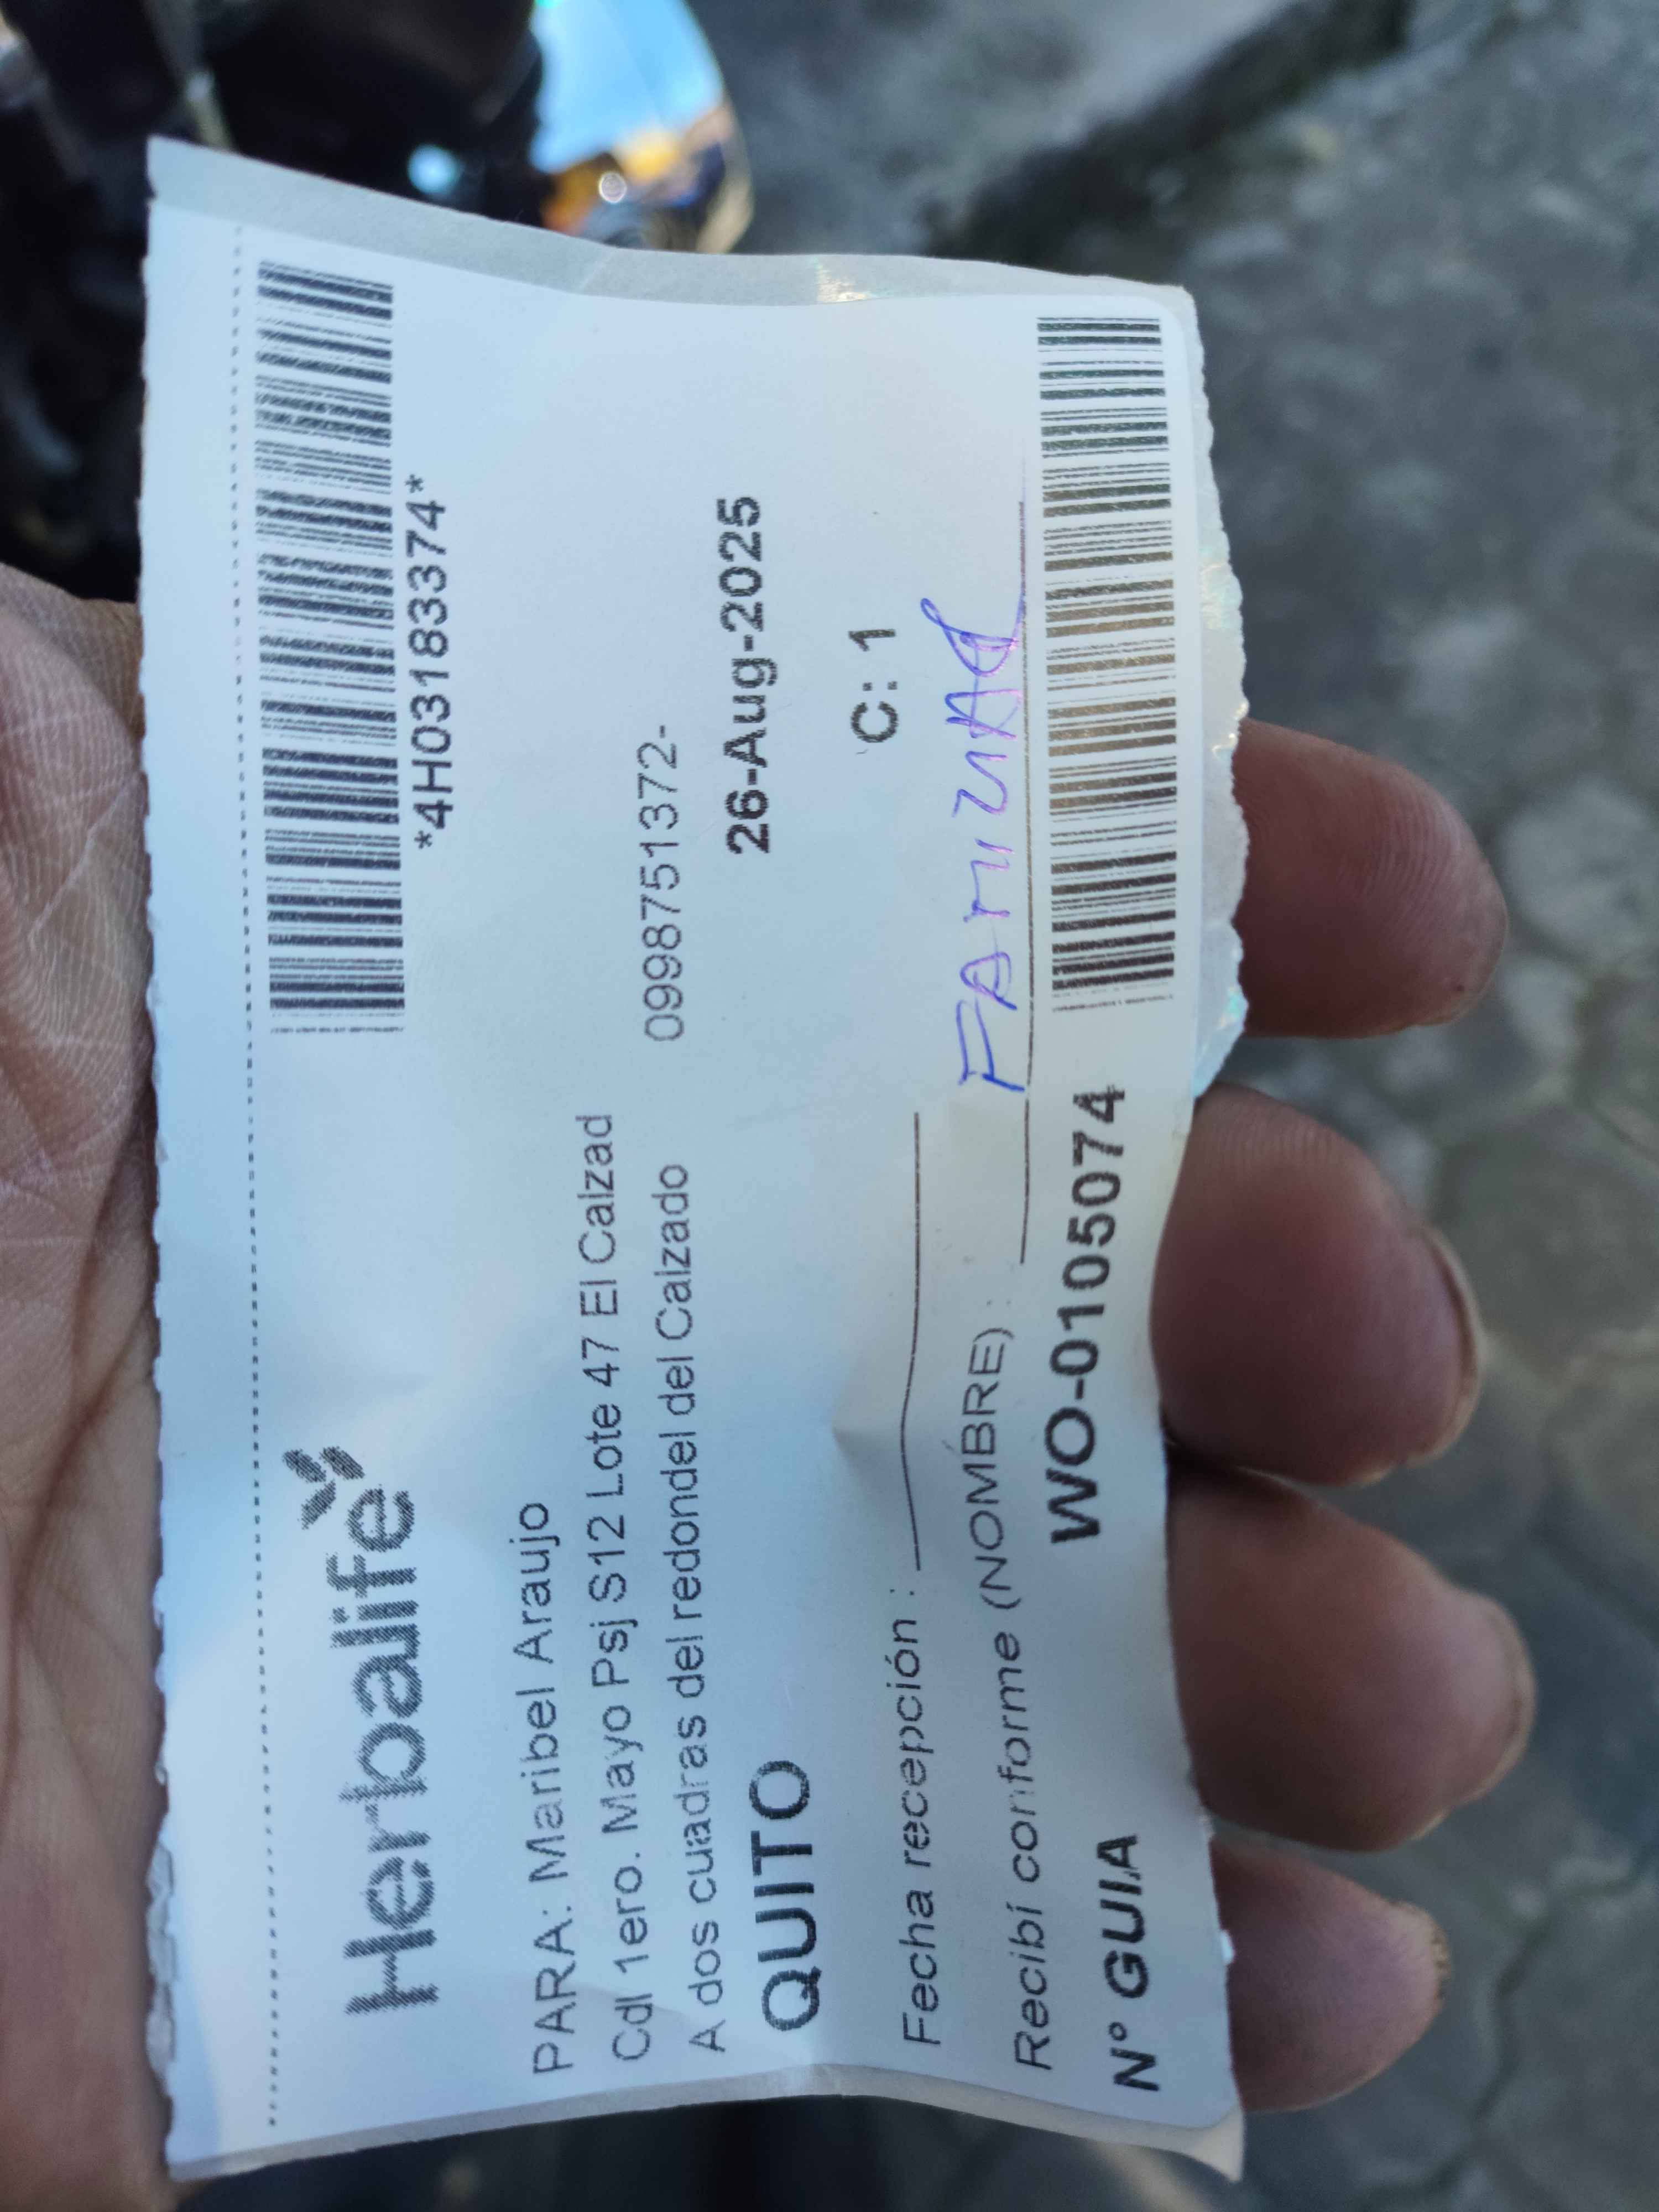 Herbalife
*4H03183374*
PARA: Maribel Araujo
Cdl 1ero. Mayo Psj S12 Lote 47 El Calzad
A dos cuadras del redondel del Calzado
0998751372-
QUITO
26-Aug-2025
C: 1
Fecha recepción :
Recibí conforme (NOMBRE) :
N° GUIA
WO-0105074